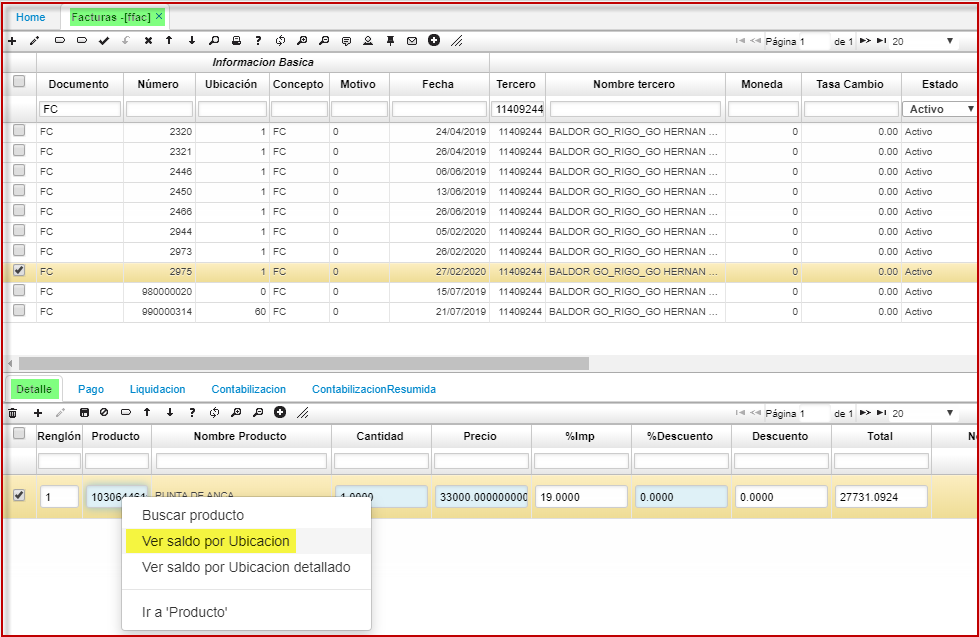 Home Facturas -[ffac] ×
Página 1 de 1 20
Informacion Basica
Documento Número Ubicación Concepto Motivo Fecha Tercero Nombre tercero Moneda Tasa Cambio Estado
FC 11409244 Activo
FC 2320 1 FC 0 24/04/2019 11409244 BALDOR GO_RIGO_GO HERNAN ... 0 0.00 Activo
FC 2321 1 FC 0 26/04/2019 11409244 BALDOR GO_RIGO_GO HERNAN ... 0 0.00 Activo
FC 2446 1 FC 0 06/06/2019 11409244 BALDOR GO_RIGO_GO HERNAN ... 0 0.00 Activo
FC 2450 1 FC 0 13/06/2019 11409244 BALDOR GO_RIGO_GO HERNAN ... 0 0.00 Activo
FC 2466 1 FC 0 26/06/2019 11409244 BALDOR GO_RIGO_GO HERNAN ... 0 0.00 Activo
FC 2944 1 FC 0 05/02/2020 11409244 BALDOR GO_RIGO_GO HERNAN ... 0 0.00 Activo
FC 2973 1 FC 0 26/02/2020 11409244 BALDOR GO_RIGO_GO HERNAN ... 0 0.00 Activo
FC 2975 1 FC 0 27/02/2020 11409244 BALDOR GO_RIGO_GO HERNAN ... 0 0.00 Activo
FC 980000020 0 FC 0 15/07/2019 11409244 BALDOR GO_RIGO_GO HERNAN ... 0 0.00 Activo
FC 990000314 60 FC 0 21/07/2019 11409244 BALDOR GO_RIGO_GO HERNAN ... 0 0.00 Activo
Detalle Pago Liquidacion Contabilizacion ContabilizacionResumida
Página 1 de 1 20
Renglón Producto Nombre Producto Cantidad Precio %Imp %Descuento Descuento Total
1 103064461 PUNTA DE ANCA 1.0000 33000.000000000 19.0000 0.0000 0.0000 27731.0924
Buscar producto
Ver saldo por Ubicacion
Ver saldo por Ubicacion detallado
Ir a 'Producto'